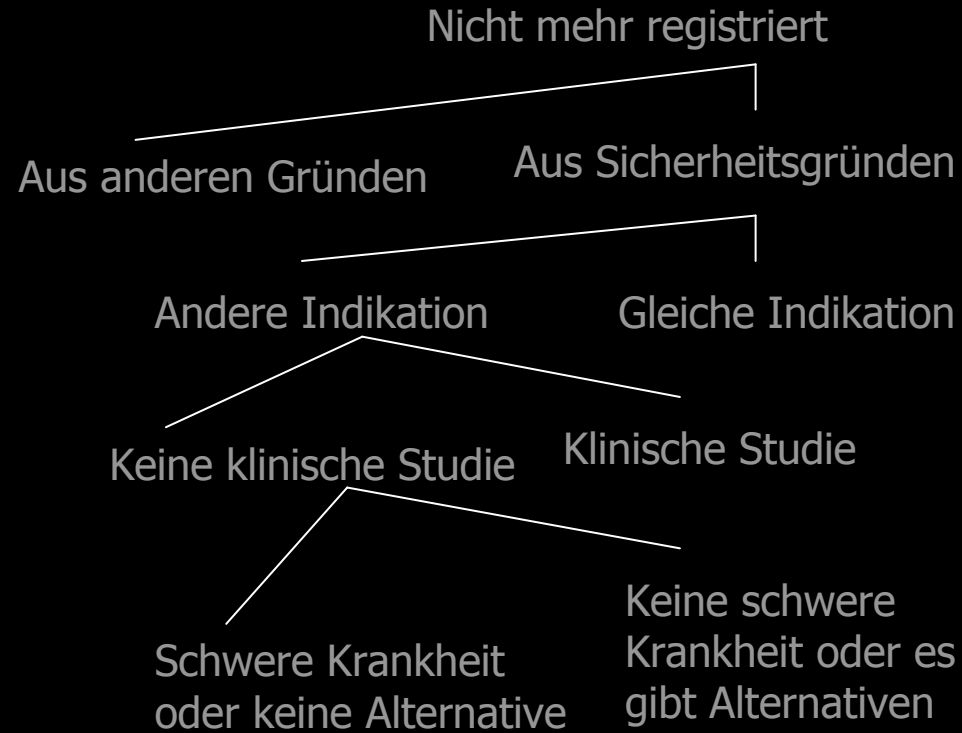 Nicht mehr registriert
Aus anderen Gründen
Aus Sicherheitsgründen
Andere Indikation
Gleiche Indikation
Keine klinische Studie
Klinische Studie
Schwere Krankheit
oder keine Alternative
Keine schwere
Krankheit oder es
gibt Alternativen